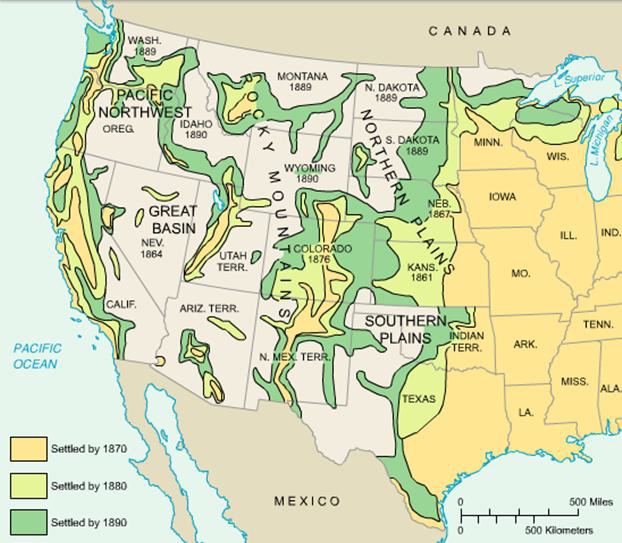 CANADA
WASH.
1889
PACIFIC
NORTHWEST
OREG.
IDAHO
1890
MONTANA
1889
N. DAKOTA
1889
S. DAKOTA
1889
WYOMING
1890
ROCKY MOUNTAINS
NORTHERN PLAINS
L. Superior
L. Michigan
MINN.
WIS.
IOWA
NEB.
1867
GREAT
BASIN
NEV.
1864
UTAH
TERR.
COLORADO
1876
KANS.
1861
ILL.
IND.
MO.
CALIF.
ARIZ. TERR.
N. MEX. TERR.
SOUTHERN
PLAINS
INDIAN
TERR.
TENN.
ARK.
MISS.
ALA.
LA.
TEXAS
PACIFIC
OCEAN
MEXICO
Settled by 1870
Settled by 1880
Settled by 1890
0 500 Miles
0 500 Kilometers